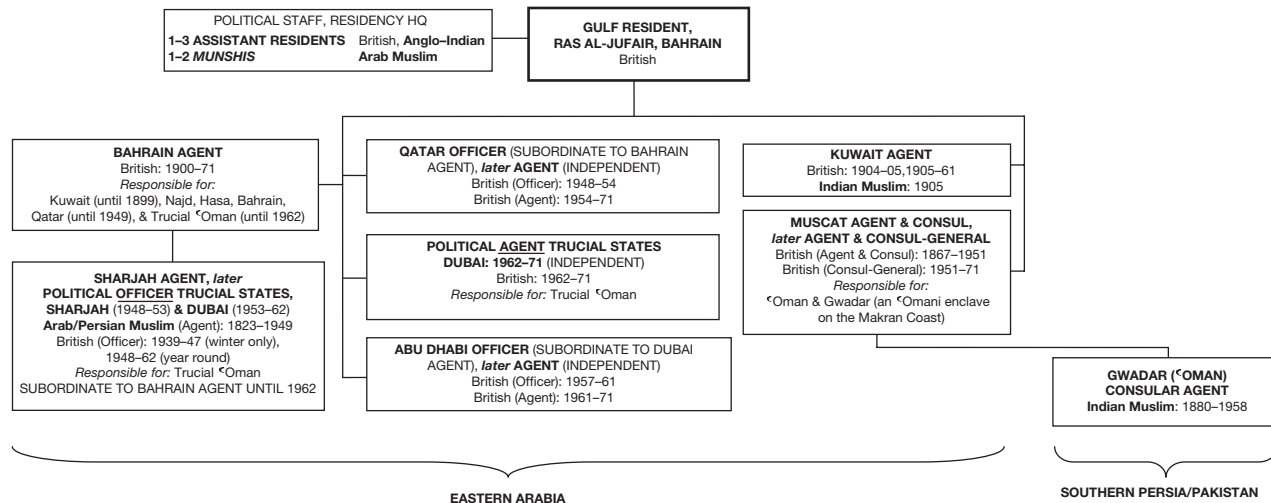 POLITICAL STAFF, RESIDENCY HQ
1–3 ASSISTANT RESIDENTS British, Anglo–Indian
1–2 MUNSHIS Arab Muslim
GULF RESIDENT,
RAS AL-JUFAIR, BAHRAIN
British
BAHRAIN AGENT
British: 1900–71
Responsible for:
Kuwait (until 1899), Najd, Hasa, Bahrain,
Qatar (until 1949), & Trucial ʿOman (until 1962)
SHARJAH AGENT, later
POLITICAL OFFICER TRUCIAL STATES,
SHARJAH (1948–53) & DUBAI (1953–62)
Arab/Persian Muslim (Agent): 1823–1949
British (Officer): 1939–47 (winter only),
1948–62 (year round)
Responsible for: Trucial ʿOman
SUBORDINATE TO BAHRAIN AGENT UNTIL 1962
QATAR OFFICER (SUBORDINATE TO BAHRAIN
AGENT), later AGENT (INDEPENDENT)
British (Officer): 1948–54
British (Agent): 1954–71
POLITICAL AGENT TRUCIAL STATES
DUBAI: 1962–71 (INDEPENDENT)
British: 1962–71
Responsible for: Trucial ʿOman
ABU DHABI OFFICER (SUBORDINATE TO DUBAI
AGENT), later AGENT (INDEPENDENT)
British (Officer): 1957–61
British (Agent): 1961–71
KUWAIT AGENT
British: 1904–05,1905–61
Indian Muslim: 1905
MUSCAT AGENT & CONSUL,
later AGENT & CONSUL-GENERAL
British (Agent & Consul): 1867–1951
British (Consul-General): 1951–71
Responsible for:
ʿOman & Gwadar (an ʿOmani enclave
on the Makran Coast)
GWADAR (ʿOMAN)
CONSULAR AGENT
Indian Muslim: 1880–1958
EASTERN ARABIA
SOUTHERN PERSIA/PAKISTAN